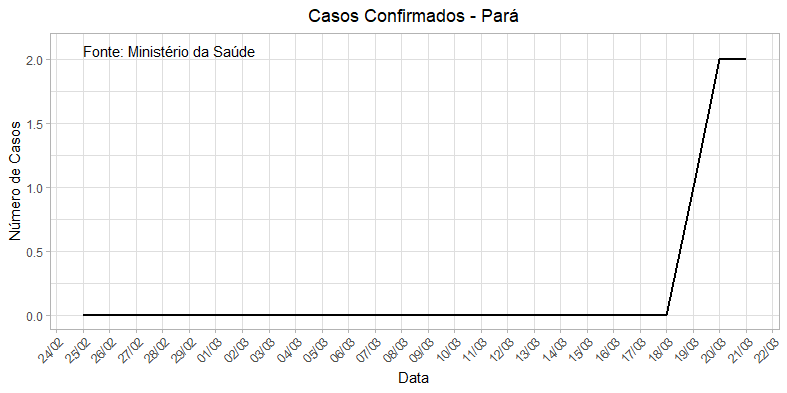 Casos Confirmados - Pará
Fonte: Ministério da Saúde
Número de Casos
2.0
1.5
1.0
0.5
0.0
24/02 25/02 26/02 27/02 28/02 29/02 01/03 02/03 03/03 04/03 05/03 06/03 07/03 08/03 09/03 10/03 11/03 12/03 13/03 14/03 15/03 16/03 17/03 18/03 19/03 20/03 21/03 22/03
Data